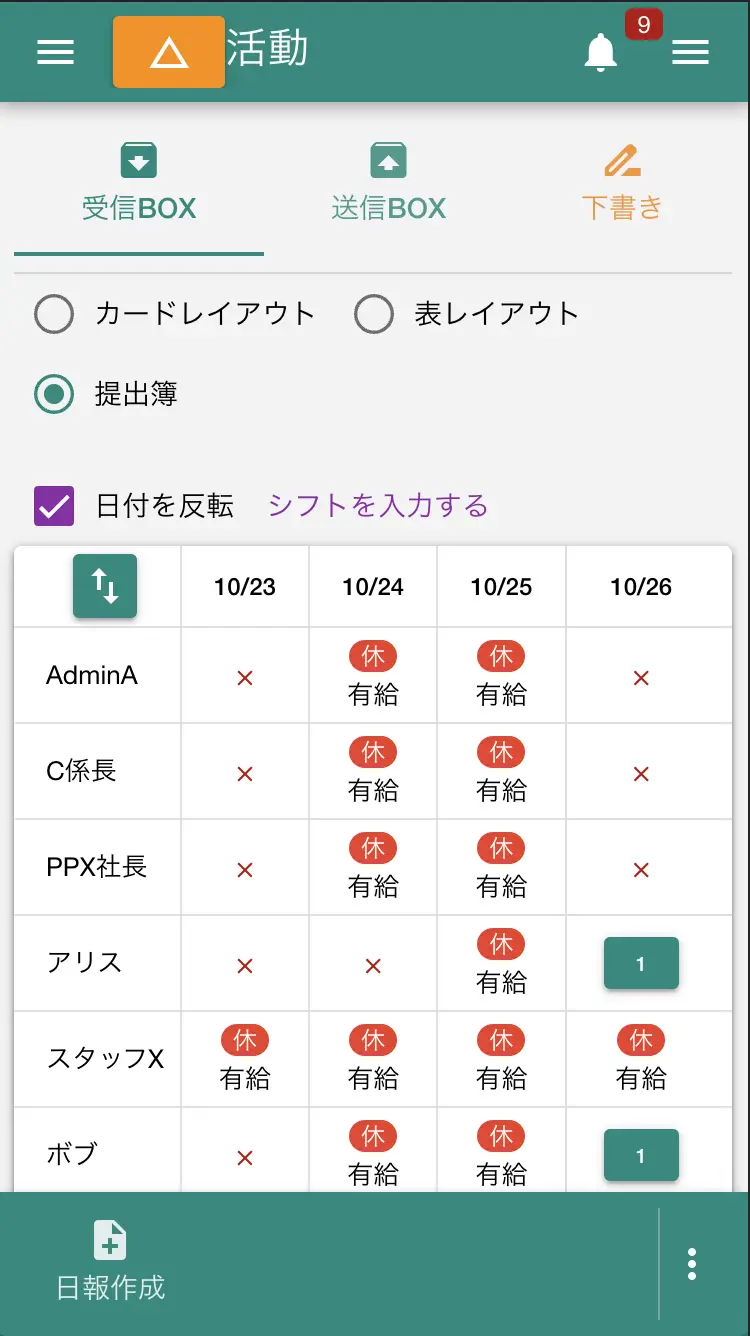 活動
9
受信BOX
送信BOX
下書き
カードレイアウト
表レイアウト
提出簿
日付を反転
シフトを入力する
10/23 10/24 10/25 10/26
AdminA × 休 有給 休 有給 ×
C係長 × 休 有給 休 有給 ×
PPX社長 × 休 有給 休 有給 ×
アリス × × 休 有給 1
スタッフX 休 有給 休 有給 休 有給 休 有給
ボブ × 休 有給 休 有給 1
日報作成